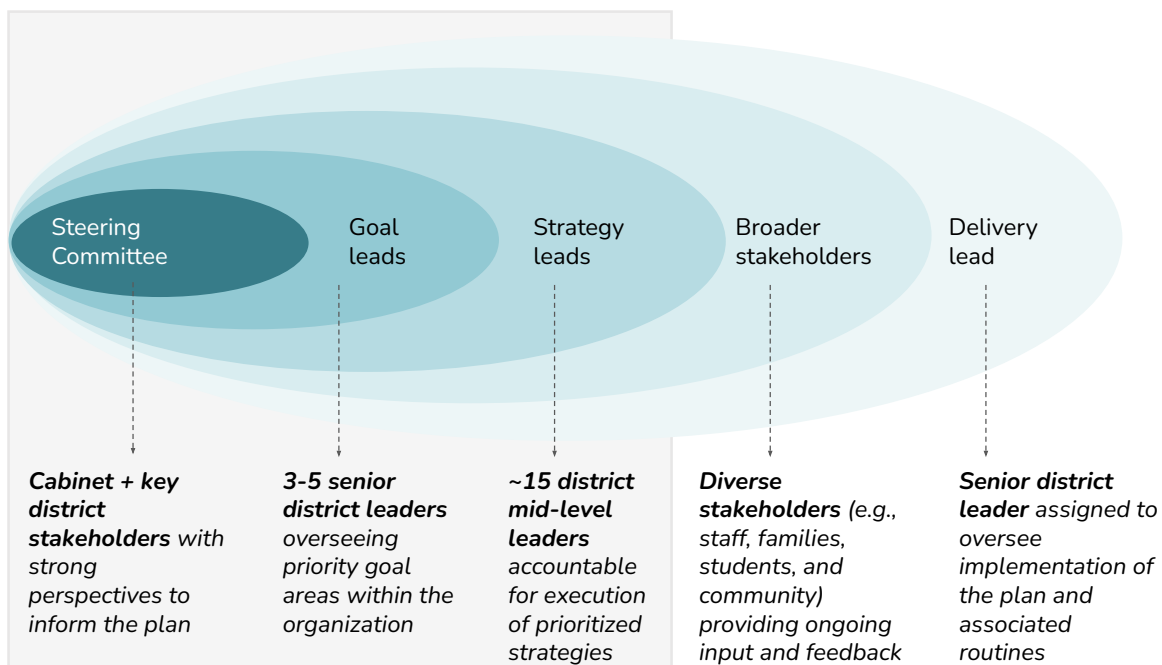 Steering
Committee
Goal
leads
Strategy
leads
Broader
stakeholders
Delivery
lead
Cabinet + key
district
stakeholders with
strong
perspectives to
inform the plan
3-5 senior
district leaders
overseeing
priority goal
areas within the
organization
~15 district
mid-level
leaders
accountable
for execution
of prioritized
strategies
Diverse
stakeholders (e.g.,
staff, families,
students, and
community)
providing ongoing
input and feedback
Senior district
leader assigned to
oversee
implementation of
the plan and
associated
routines